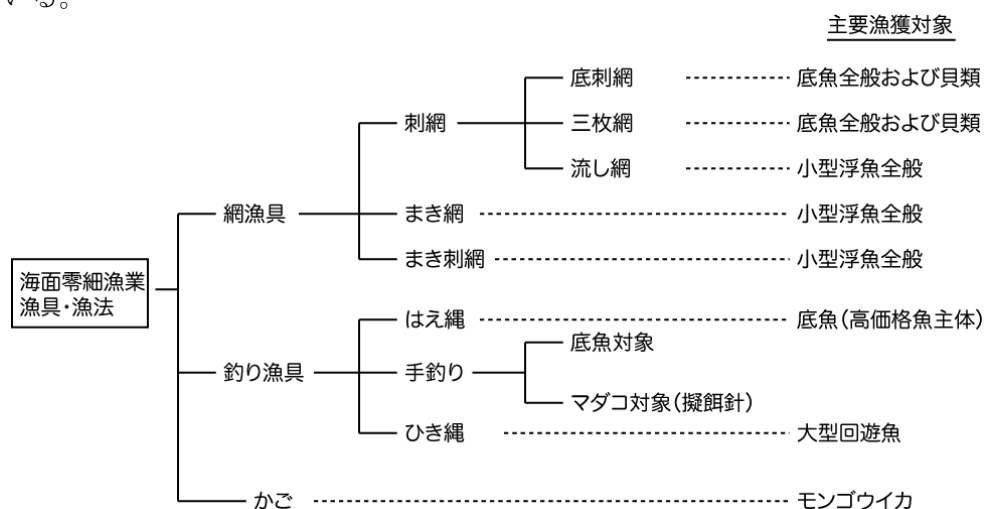 いる。
主要漁獲対象
底刺網 底魚全般および貝類
刺網 三枚網 底魚全般および貝類
流し網 小型浮魚全般
網漁具 まき網 小型浮魚全般
まき刺網 小型浮魚全般
海面零細漁業
漁具・漁法
はえ縄 底魚(高価格魚主体)
底魚対象
釣り漁具 手釣り
マダコ対象(擬餌針)
ひき縄 大型回遊魚
かご モンゴウイカ